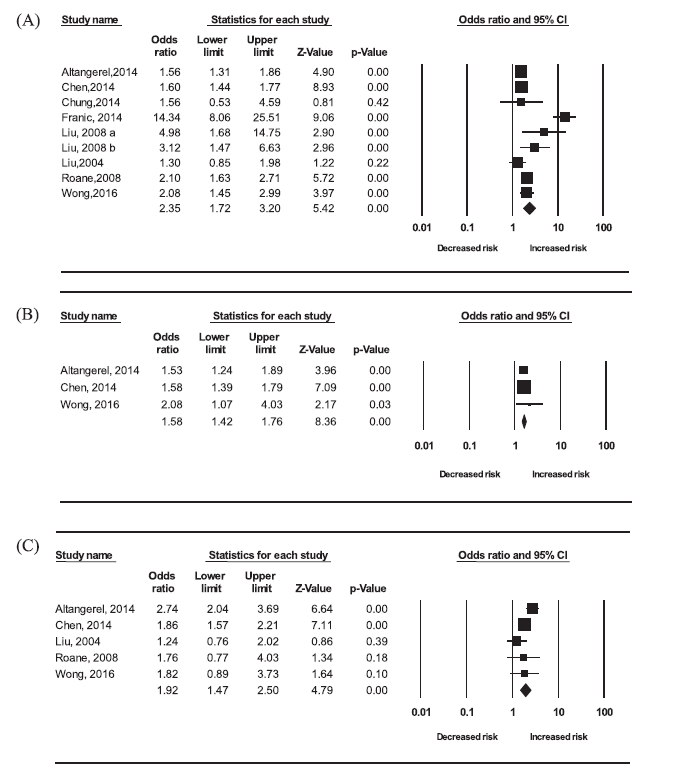 (A) Study name Statistics for each study Odds ratio and 95% CI
Odds Lower Upper
ratio limit limit Z-Value p-Value
Altangerel,2014 1.56 1.31 1.86 4.90 0.00
Chen,2014 1.60 1.44 1.77 8.93 0.00
Chung,2014 1.56 0.53 4.59 0.81 0.42
Franic, 2014 14.34 8.06 25.51 9.06 0.00
Liu, 2008 a 4.98 1.68 14.75 2.90 0.00
Liu, 2008 b 3.12 1.47 6.63 2.96 0.00
Liu,2004 1.30 0.85 1.98 1.22 0.22
Roane,2008 2.10 1.63 2.71 5.72 0.00
Wong,2016 2.08 1.45 2.99 3.97 0.00
2.35 1.72 3.20 5.42 0.00
0.01 0.1 1 10 100
Decreased risk Increased risk
(B) Study name Statistics for each study Odds ratio and 95% CI
Odds Lower Upper
ratio limit limit Z-Value p-Value
Altangerel, 2014 1.53 1.24 1.89 3.96 0.00
Chen, 2014 1.58 1.39 1.79 7.09 0.00
Wong, 2016 2.08 1.07 4.03 2.17 0.03
1.58 1.42 1.76 8.36 0.00
0.01 0.1 1 10 100
Decreased risk Increased risk
(C) Study name Statistics for each study Odds ratio and 95% CI
Odds Lower Upper
ratio limit limit Z-Value p-Value
Altangerel, 2014 2.74 2.04 3.69 6.64 0.00
Chen, 2014 1.86 1.57 2.21 7.11 0.00
Liu, 2004 1.24 0.76 2.02 0.86 0.39
Roane, 2008 1.76 0.77 4.03 1.34 0.18
Wong, 2016 1.82 0.89 3.73 1.64 0.10
1.92 1.47 2.50 4.79 0.00
0.01 0.1 1 10 100
Decreased risk Increased risk